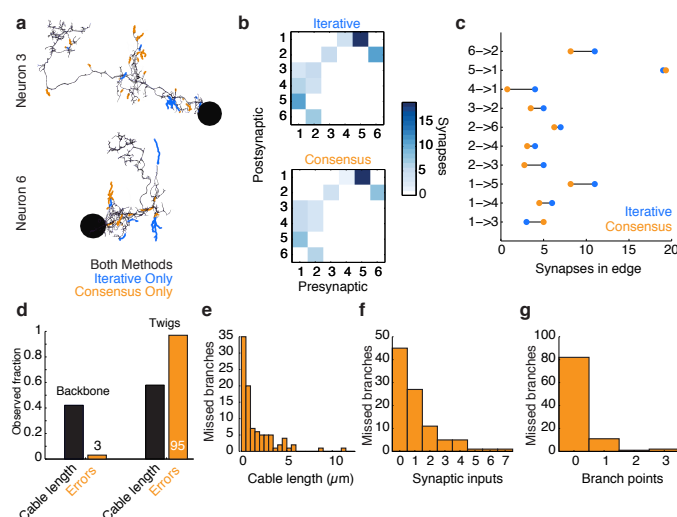 a
Neuron 3
Neuron 6
Both Methods
Iterative Only
Consensus Only
b
Iterative
1
2
3
4
5
6
1 2 3 4 5 6
Postsynaptic
Consensus
1
2
3
4
5
6
1 2 3 4 5 6
Presynaptic
15
10
5
0
Synapses
c
6->2
5->1
4->1
3->2
2->6
2->4
2->3
1->5
1->4
1->3
Iterative
Consensus
0 5 10 15 20
Synapses in edge
d
Observed fraction
1
0.8
0.6
0.4
0.2
0
Twigs
Backbone
3
95
Cable length
Errors
Cable length
Errors
e
Missed branches
35
30
25
20
15
10
5
0
0 5 10
Cable length (µm)
f
Missed branches
50
40
30
20
10
0
0 1 2 3 4 5 6 7
Synaptic inputs
g
Missed branches
100
80
60
40
20
0
0 1 2 3
Branch points